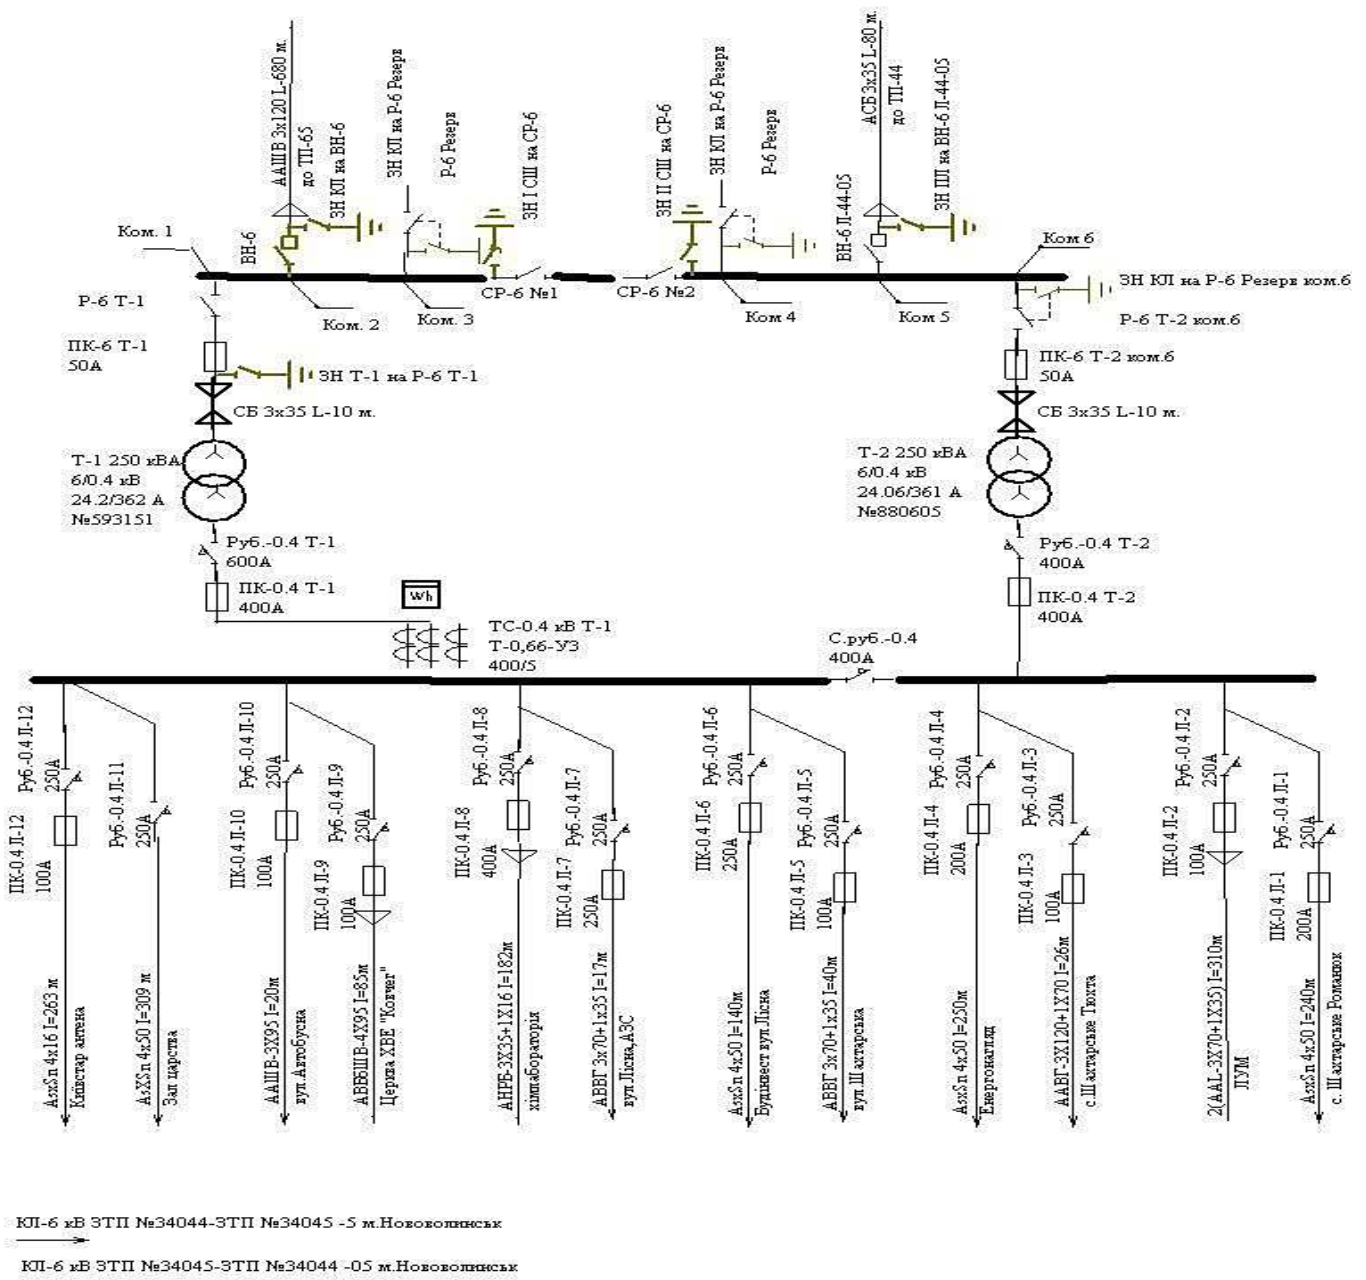 ААШВ 3х120 L-680 м.
до ТП-65
ЗН КЛ на ВН-6
ВН-6
ЗН КЛ на Р-6 Резерв
Р-6 Резерв
ЗН І СШ на СР-6
ЗН ІІ СШ на СР-6
ЗН КЛ на Р-6 Резерв
Р-6 Резерв
АСБ 3х35 L-80 м.
до ТП-44
ВН-6 Л-44-05
ЗН ПЛ на ВН-6 Л-44-05
Ком. 1
Ком 6
Р-6 Т-1
Ком. 2
Ком. 3
СР-6 №1
СР-6 №2
Ком 4
Ком 5
ЗН КЛ на Р-6 Резерв ком.6
Р-6 Т-2 ком.6
ПК-6 Т-1
50А
ЗН Т-1 на Р-6 Т-1
СБ 3х35 L-10 м.
ПК-6 Т-2 ком.6
50А
СБ 3х35 L-10 м.
Т-1 250 кВА
6/0.4 кВ
24.2/362 А
№593151
Т-2 250 кВА
6/0.4 кВ
24.06/361 А
№880605
Руб.-0.4 Т-1
600А
ПК-0.4 Т-1
400А
Wh
ТС-0.4 кВ Т-1
Т-0,66-УЗ
400/5
Руб.-0.4 Т-2
400А
ПК-0.4 Т-2
400А
С.руб.-0.4
400А
Руб.-0.4 Л-12
250А
ПК-0.4 Л-12
100А
АsxSn 4х16 l=263 м
Київстар антена
Руб.-0.4 Л-11
250А
АsXSn 4х50 l=309 м
Зал царства
Руб.-0.4 Л-10
250А
ПК-0.4 Л-10
100А
ААШВ-3Х95 l=20м
вул.Автобусна
Руб.-0.4 Л-9
250А
ПК-0.4 Л-9
100А
АВБбШВ-4Х95 l=85м
Церква ХВЕ "Ковчег"
Руб.-0.4 Л-8
250А
ПК-0.4 Л-8
400А
АНРБ-3Х35+1Х16 l=182м
хімлабораторія
Руб.-0.4 Л-7
250А
ПК-0.4 Л-7
250А
АВВГ 3х70+1х35 l=17м
вул.Лісна,АЗС
Руб.-0.4 Л-6
250А
ПК-0.4 Л-6
250А
АsxSn 4х50 l=140м
Будінвест вул.Лісна
Руб.-0.4 Л-5
250А
ПК-0.4 Л-5
100А
АВВГ 3х70+1х35 l=40м
вул.Шахтарська
Руб.-0.4 Л-4
250А
ПК-0.4 Л-4
200А
АsxSn 4х50 l=250м
Енергонагляд
Руб.-0.4 Л-3
250А
ПК-0.4 Л-3
100А
ААВГ-3Х120+1Х70 l=26м
с.Шахтарське Тюхта
Руб.-0.4 Л-2
250А
ПК-0.4 Л-2
100А
2(ААL-3Х70+1Х35) l=310м
ЛУМ
Руб.-0.4 Л-1
250А
ПК-0.4 Л-1
200А
АsxSn 4х50 l=240м
с. Шахтарське Романюк
КЛ-6 кВ ЗТП №34044-ЗТП №34045 -5 м.Нововолинськ
КЛ-6 кВ ЗТП №34045-ЗТП №34044 -05 м.Нововолинськ